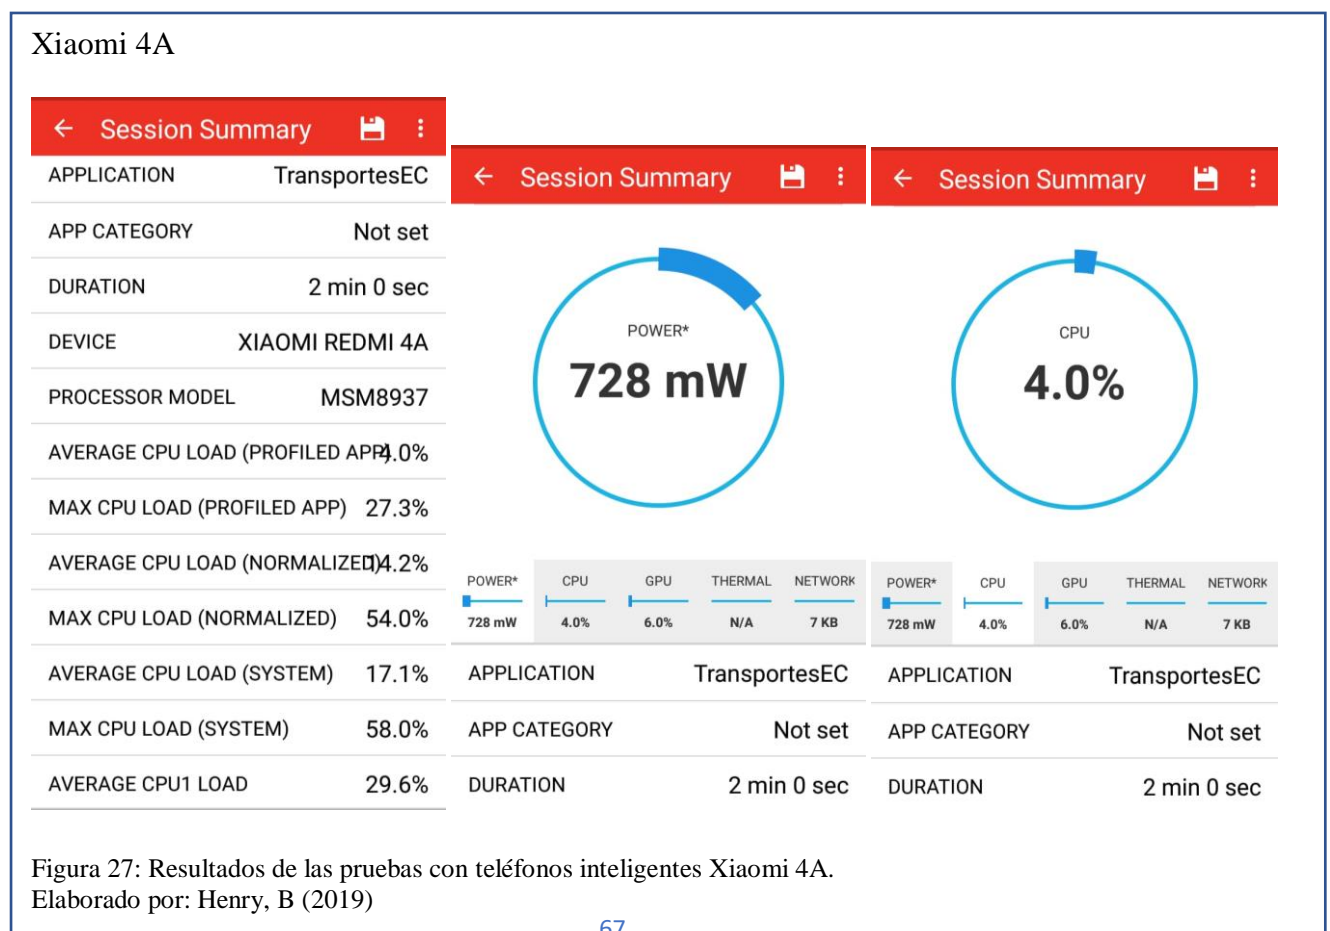 Xiaomi 4A
Session Summary
APPLICATION TransportesEC
APP CATEGORY Not set
DURATION 2 min 0 sec
DEVICE XIAOMI REDMI 4A
PROCESSOR MODEL MSM8937
AVERAGE CPU LOAD (PROFILED APP) 4.0%
MAX CPU LOAD (PROFILED APP) 27.3%
AVERAGE CPU LOAD (NORMALIZED) 14.2%
MAX CPU LOAD (NORMALIZED) 54.0%
AVERAGE CPU LOAD (SYSTEM) 17.1%
MAX CPU LOAD (SYSTEM) 58.0%
AVERAGE CPU1 LOAD 29.6%
Session Summary
POWER*
728 mW
POWER* CPU GPU THERMAL NETWORK
728 mW 4.0% 6.0% N/A 7 KB
APPLICATION TransportesEC
APP CATEGORY Not set
DURATION 2 min 0 sec
Session Summary
CPU
4.0%
POWER* CPU GPU THERMAL NETWORK
728 mW 4.0% 6.0% N/A 7 KB
APPLICATION TransportesEC
APP CATEGORY Not set
DURATION 2 min 0 sec
Figura 27: Resultados de las pruebas con teléfonos inteligentes Xiaomi 4A.
Elaborado por: Henry, B (2019)
67